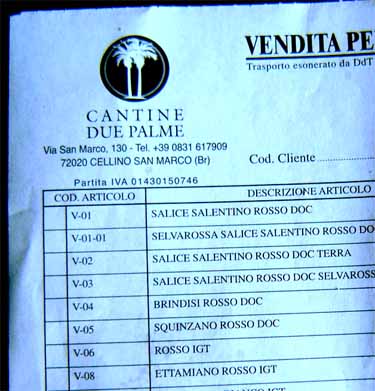 VENDITA PE
Trasporto esonerato da DdT
CANTINE
DUE PALME
Via San Marco, 130 - Tel. +39 0831 617909
72020 CELLINO SAN MARCO (Br)
Cod. Cliente
Partita IVA 01430150746
COD. ARTICOLO DESCRIZIONE ARTICOLO
V-01 SALICE SALENTINO ROSSO DOC
V-01-01 SELVAROSSA SALICE SALENTINO ROSSO DO
V-02 SALICE SALENTINO ROSSO DOC TERRA
V-03 SALICE SALENTINO ROSSO DOC SELVAROSS
V-04 BRINDISI ROSSO DOC
V-05 SQUINZANO ROSSO DOC
V-06 ROSSO IGT
V-08 ETTAMIANO ROSSO IGT
IGT